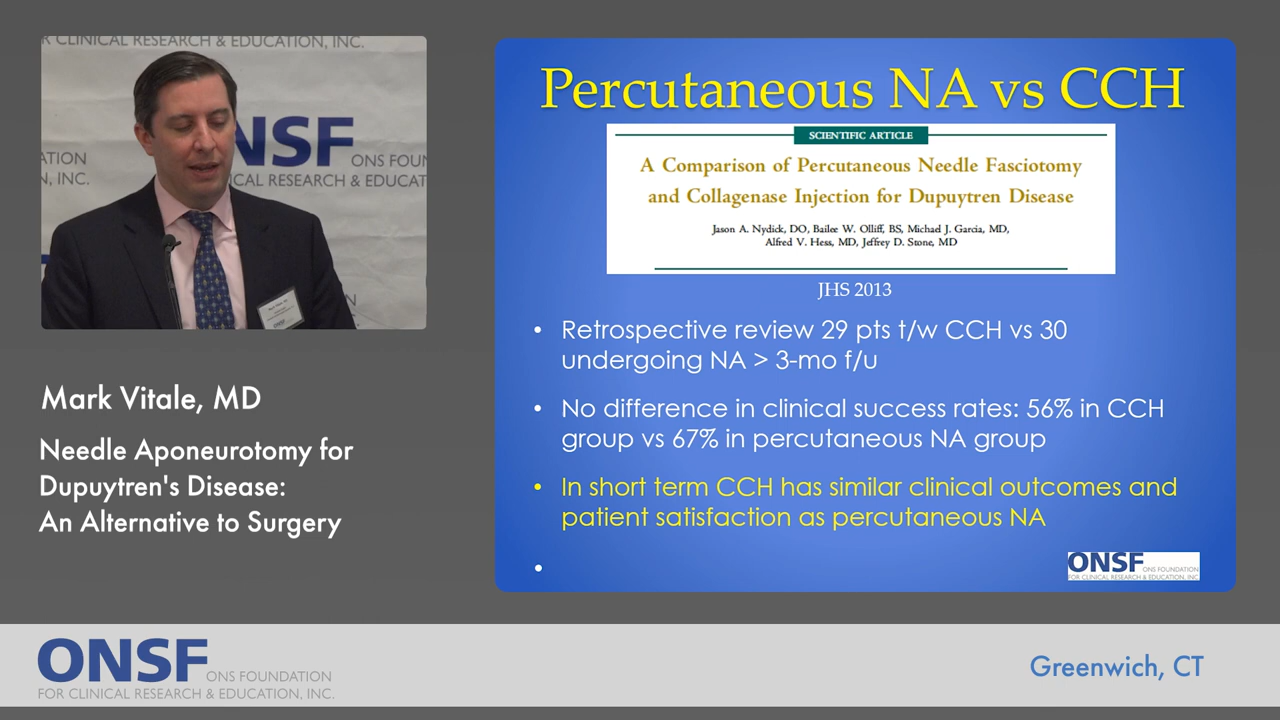 R CLINICAL RESEARCH & EDUCATION, INC.
ONSF
ATION
ONS FOUN
N, INC.
CAL RESEARCH & EDUCAT
N
Mark Vitale, MD
Needle Aponeurotomy for
Dupuytren's Disease:
An Alternative to Surgery
Percutaneous NA vs CCH
SCIENTIFIC ARTICLE
A Comparison of Percutaneous Needle Fasciotomy
and Collagenase Injection for Dupuytren Disease
Jason A. Nydick, DO, Bailee W. Olliff, BS, Michael J. Garcia, MD,
Alfred V. Hess, MD, Jeffrey D. Stone, MD
JHS 2013
• Retrospective review 29 pts t/w CCH vs 30
undergoing NA > 3-mo f/u
• No difference in clinical success rates: 56% in CCH
group vs 67% in percutaneous NA group
• In short term CCH has similar clinical outcomes and
patient satisfaction as percutaneous NA
•
ONSF ONS FOUNDATION
FOR CLINICAL RESEARCH & EDUCATION, INC.
ONSF ONS FOUNDATION
FOR CLINICAL RESEARCH & EDUCATION, INC.
Greenwich, CT